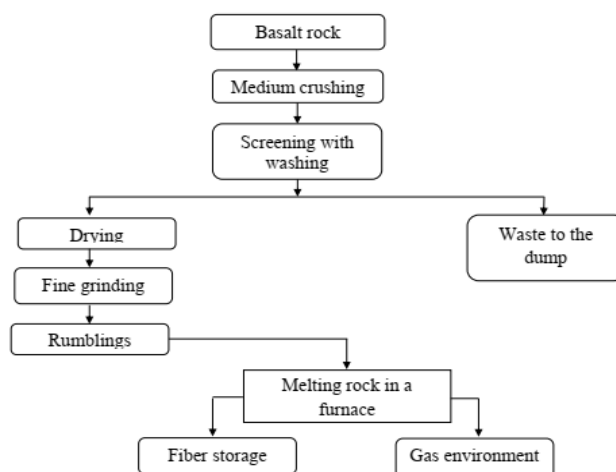 Basalt rock
Medium crushing
Screening with
washing
Drying
Waste to the
dump
Fine grinding
Rumblings
Melting rock in a
furnace
Fiber storage
Gas environment